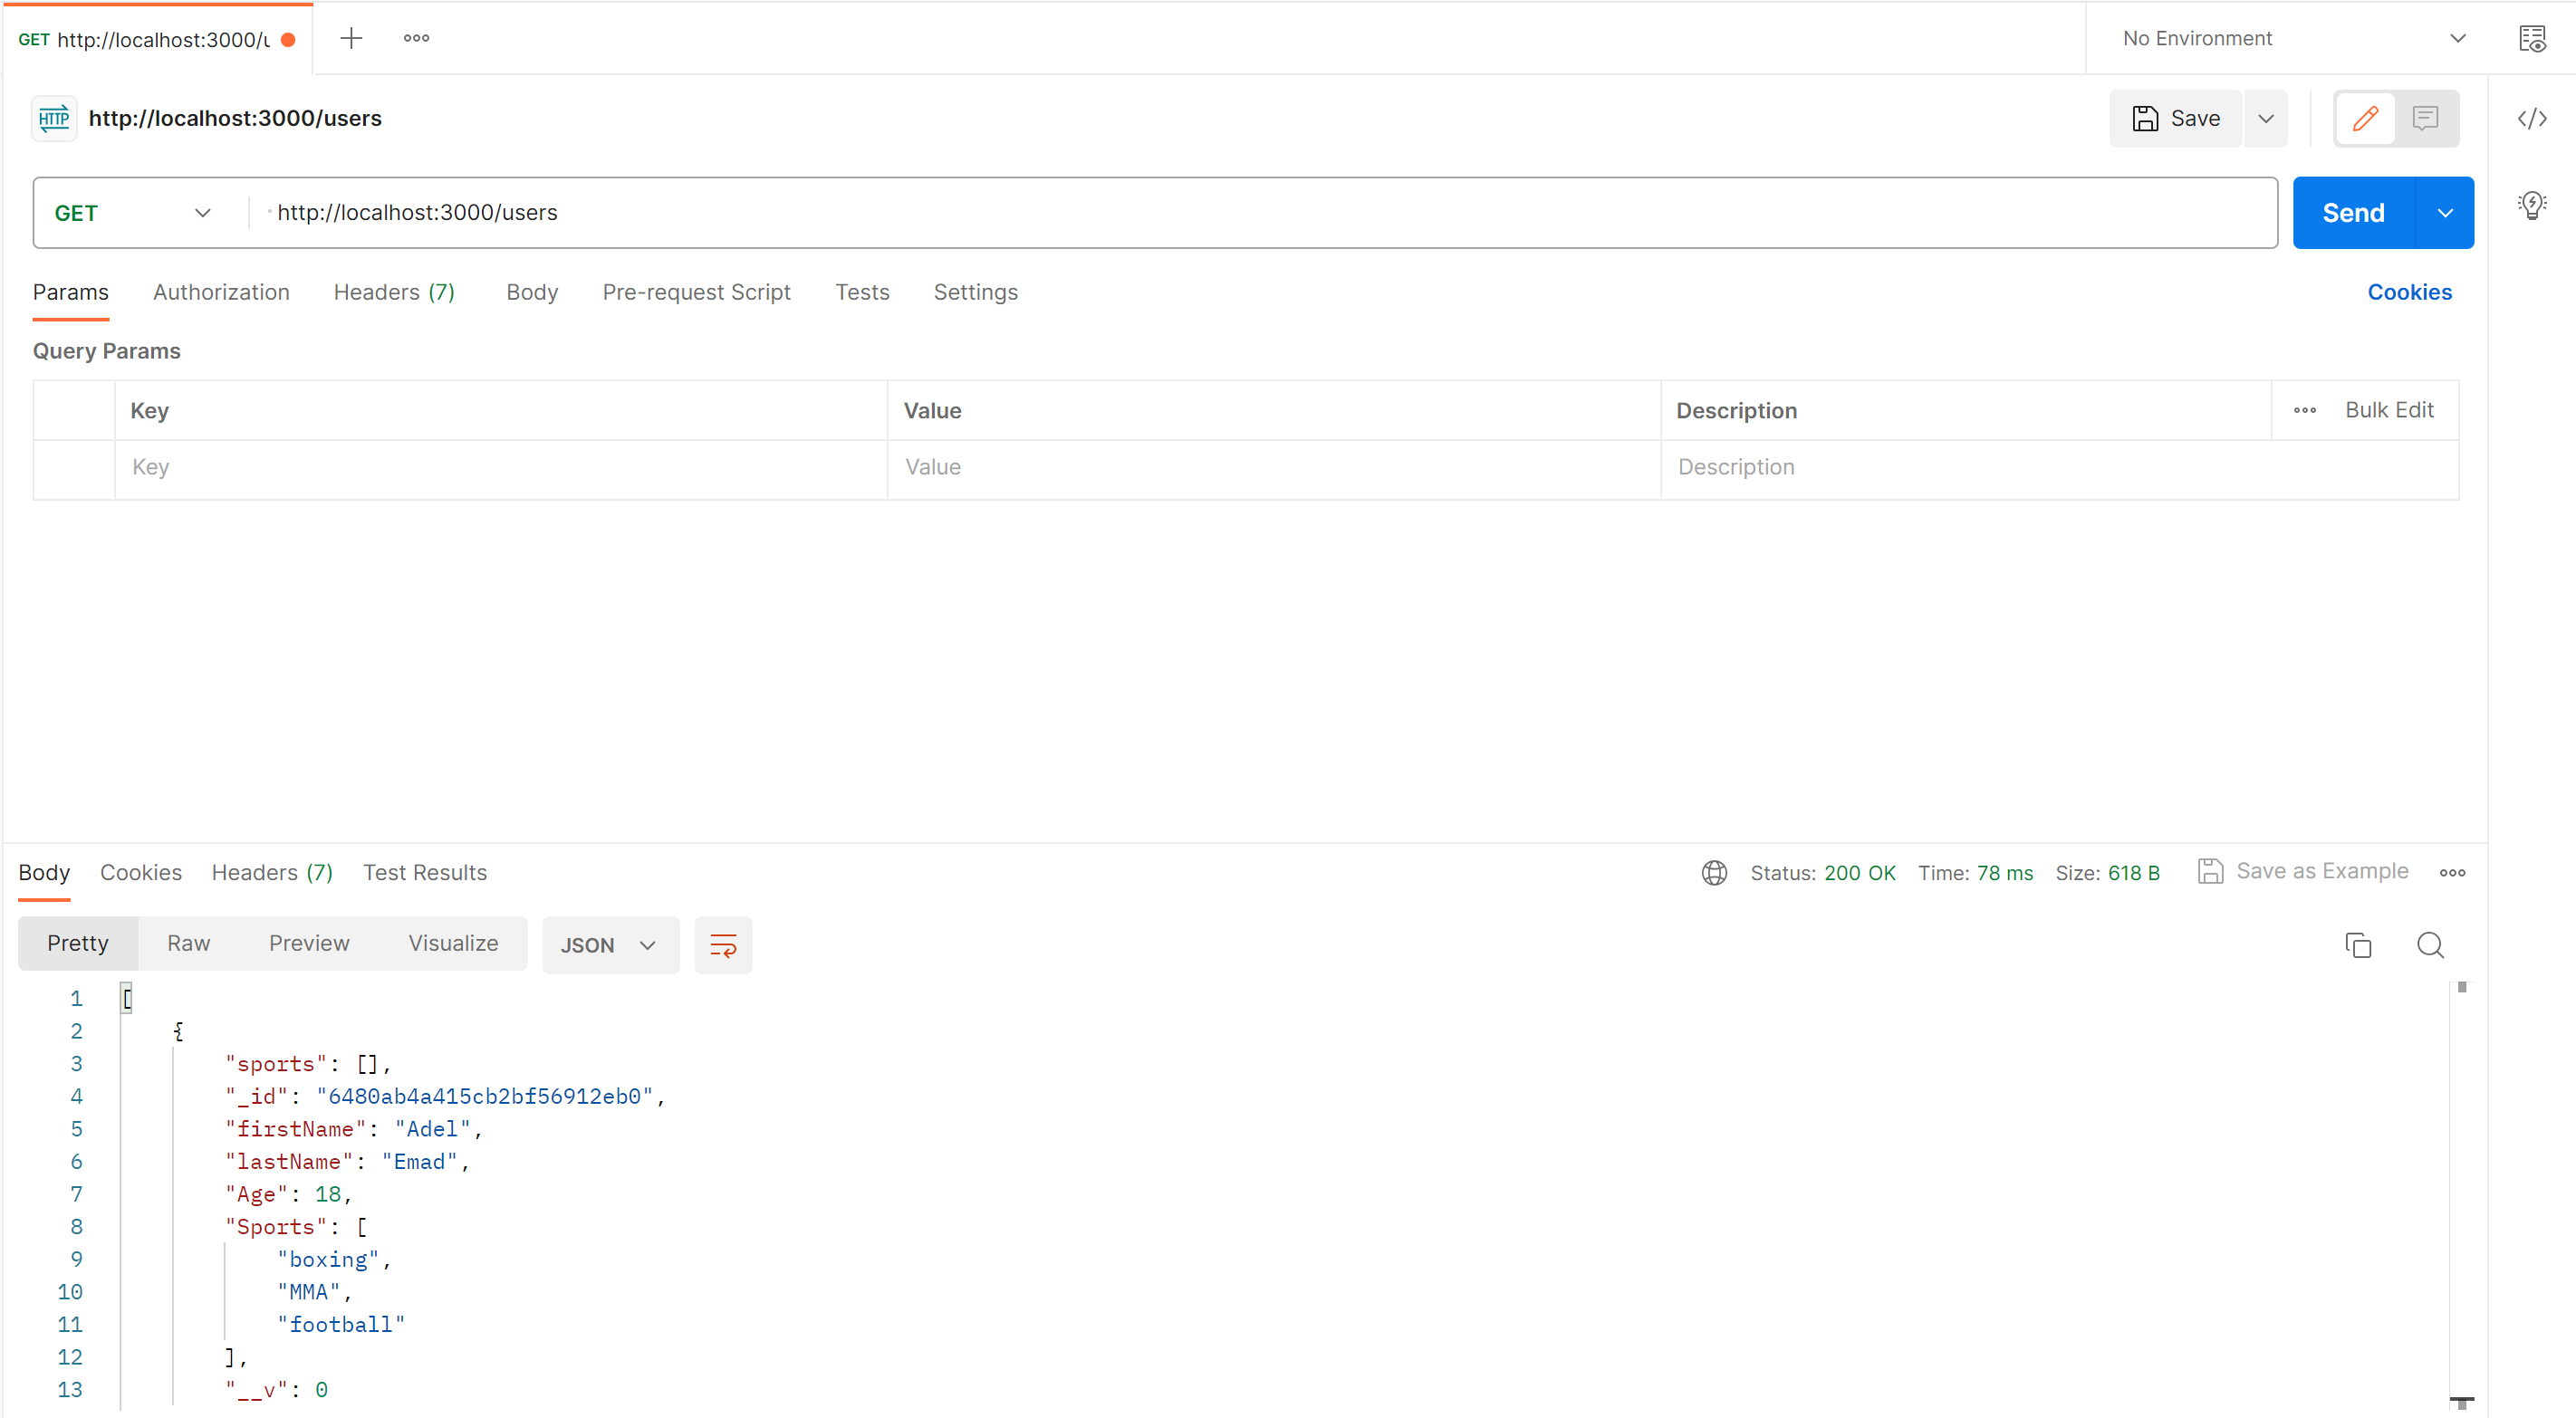 GET http://localhost:3000/u
No Environment
HTTP http://localhost:3000/users
Save
GET http://localhost:3000/users
Send
Params Authorization Headers (7) Body Pre-request Script Tests Settings Cookies
Query Params
Key Value Description Bulk Edit
Key Value Description
Body Cookies Headers (7) Test Results Status: 200 OK Time: 78 ms Size: 618 B Save as Example
Pretty Raw Preview Visualize JSON
1 [
2 {
3 "sports": [],
4 "_id": "6480ab4a415cb2bf56912eb0",
5 "firstName": "Adel",
6 "lastName": "Emad",
7 "Age": 18,
8 "Sports": [
9 "boxing",
10 "MMA",
11 "football"
12 ],
13 "__v": 0